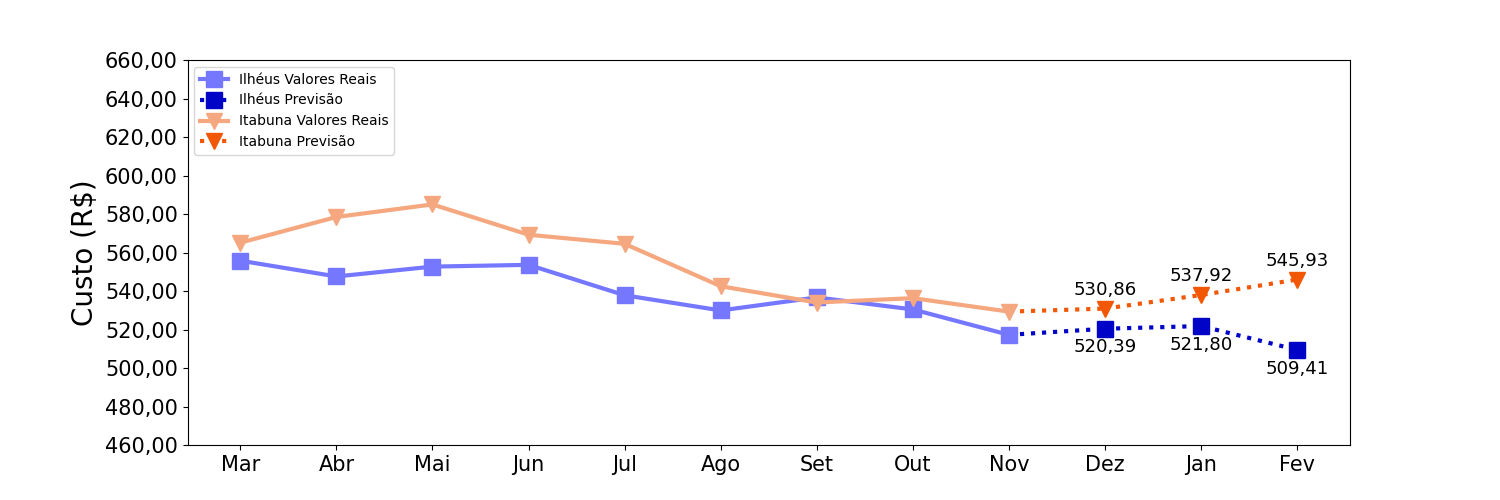 660,00
640,00
620,00
600,00
580,00
560,00
540,00
520,00
500,00
480,00
460,00
Custo (R$)
Ilhéus Valores Reais
Ilhéus Previsão
Itabuna Valores Reais
Itabuna Previsão
530,86
537,92
545,93
520,39
521,80
509,41
Mar Abr Mai Jun Jul Ago Set Out Nov Dez Jan Fev